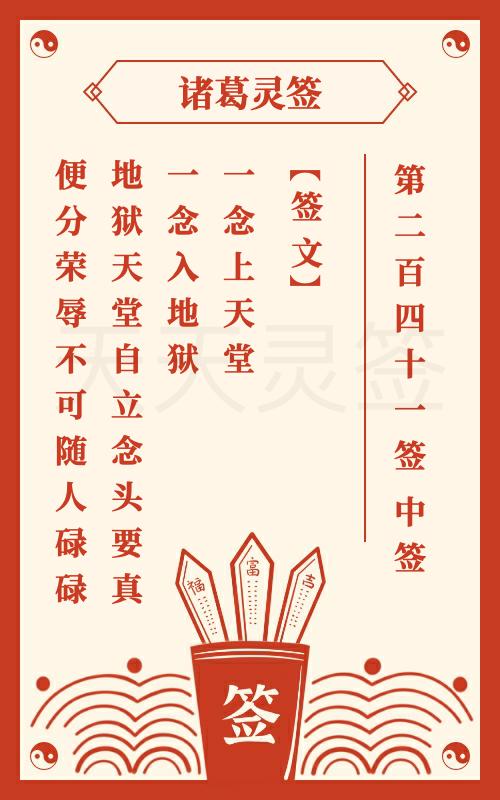 诸葛灵签
第二百四十一签 中签
【签文】
一念上天堂
一念入地狱
地狱天堂自立念头要真
便分荣辱不可随人碌碌
天天灵签
福
富
吉
签